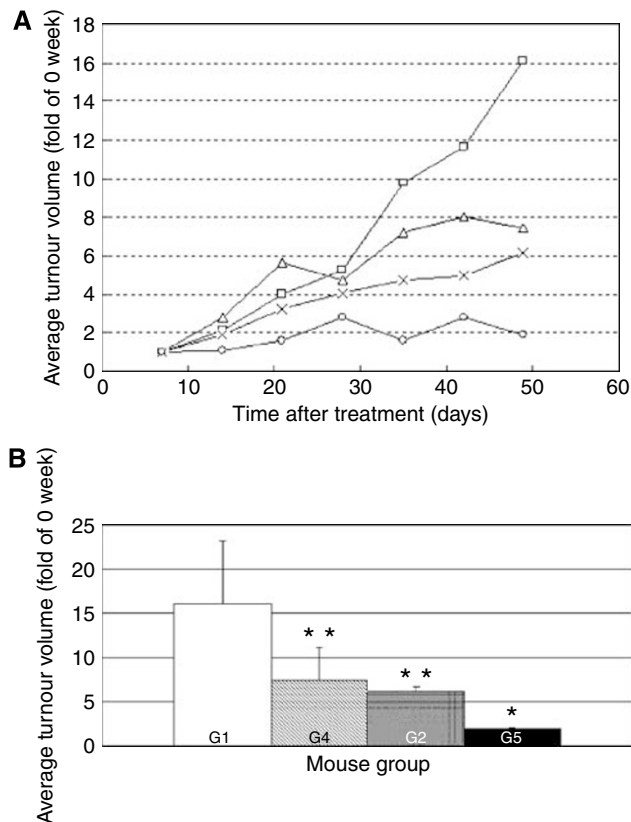 A
Average turnour volume (fold of 0 week)
18
16
14
12
10
8
6
4
2
0
0 10 20 30 40 50 60
Time after treatment (days)
B
Average turnour volume (fold of 0 week)
25
20
15
10
5
0
* *
* *
*
G1 G4 G2 G5
Mouse group